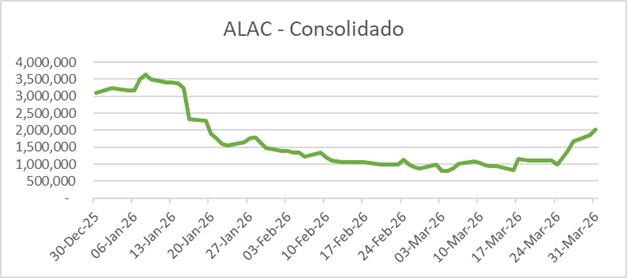 ALAC - Consolidado
4,000,000
3,500,000
3,000,000
2,500,000
2,000,000
1,500,000
1,000,000
500,000
-
30-Dec-25
06-Jan-26
13-Jan-26
20-Jan-26
27-Jan-26
03-Feb-26
10-Feb-26
17-Feb-26
24-Feb-26
03-Mar-26
10-Mar-26
17-Mar-26
24-Mar-26
31-Mar-26